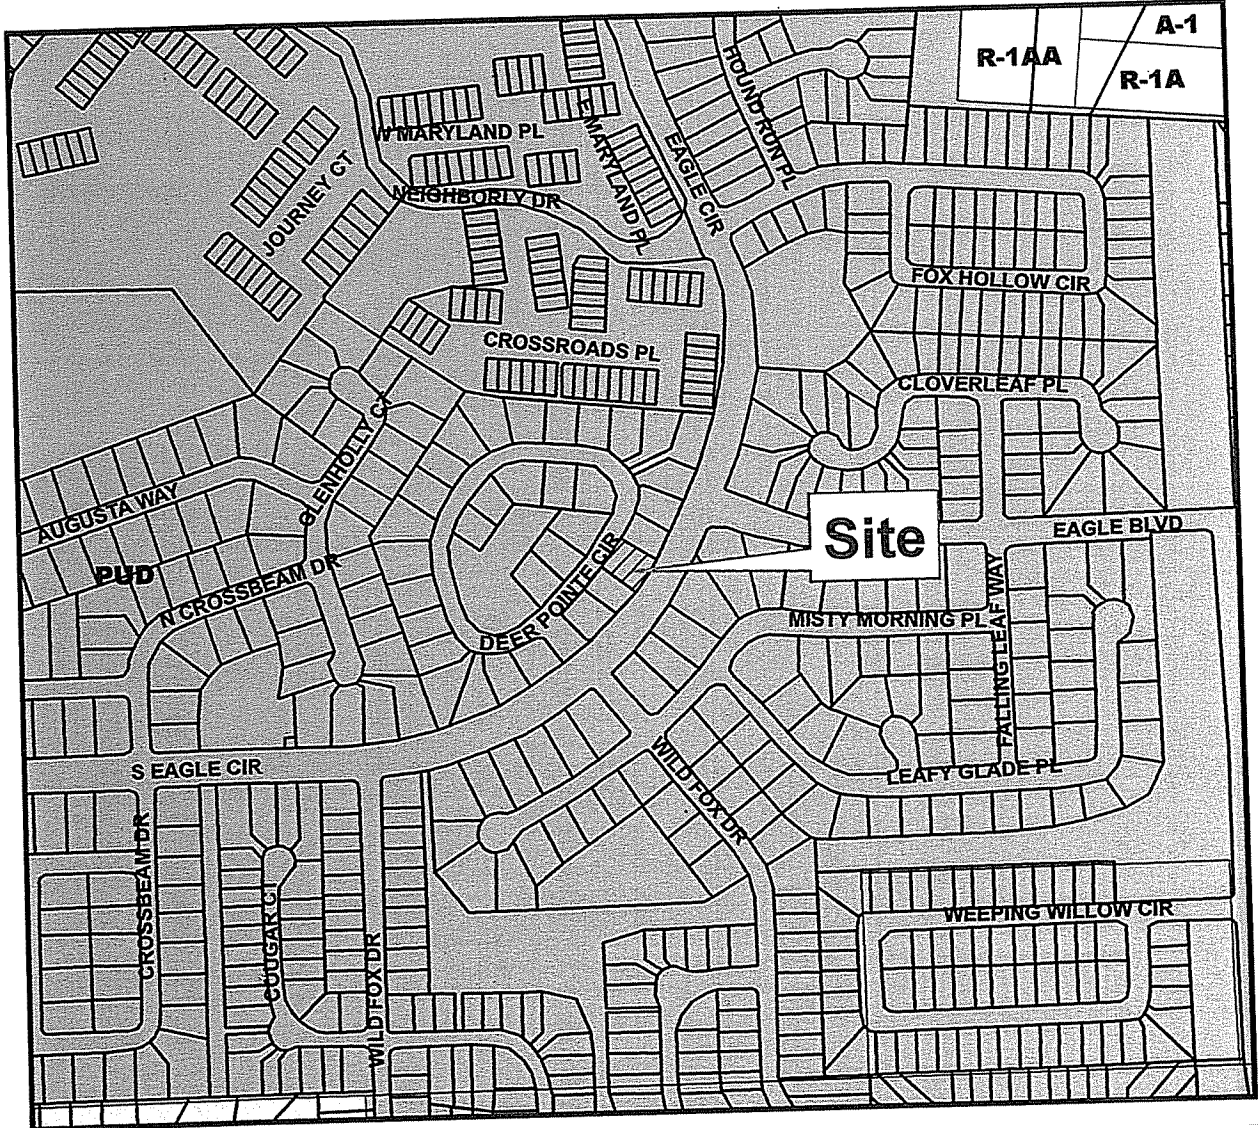 A-1
R-1AA
R-1A
HOUND RUN PL
W MARYLAND PL
E MARYLAND PL
EAGLE CIR
JOURNEY CT
NEIGHBORLY DR
FOX HOLLOW CIR
CROSSROADS PL
CLOVERLEAF PL
GLENHOLLY CT
AUGUSTA WAY
EAGLE BLVD
Site
PUD
N CROSSBEAM DR
DEER POINTE CIR
MISTY MORNING PL
FALLING LEAF WAY
S EAGLE CIR
WILD FOX DR
LEAFY GLADE PL
CROSSBEAM DR
COUGAR CT
WILD FOX DR
WEEPING WILLOW CIR